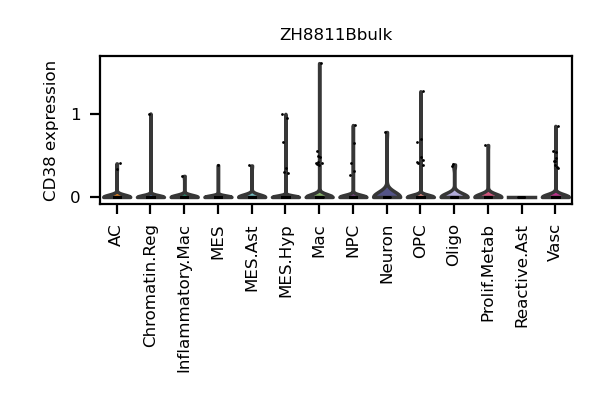 ZH8811Bbulk
CD38 expression
1
0
AC
Chromatin.Reg
Inflammatory.Mac
MES
MES.Ast
MES.Hyp
Mac
NPC
Neuron
OPC
Oligo
Prolif.Metab
Reactive.Ast
Vasc